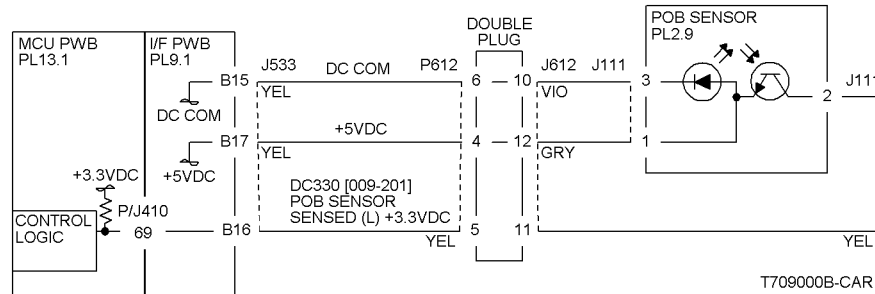 MCU PWB
PL13.1
I/F PWB
PL9.1
DOUBLE
PLUG
POB SENSOR
PL2.9
B15
J533
DC COM
P612
6
10
J612
J111
3
2
J111
YEL
VIO
DC COM
B17
+5VDC
4
12
1
YEL
GRY
+5VDC
+3.3VDC
DC330 [009-201]
POB SENSOR
SENSED (L) +3.3VDC
CONTROL
LOGIC
P/J410
69
B16
5
11
YEL
YEL
T709000B-CAR